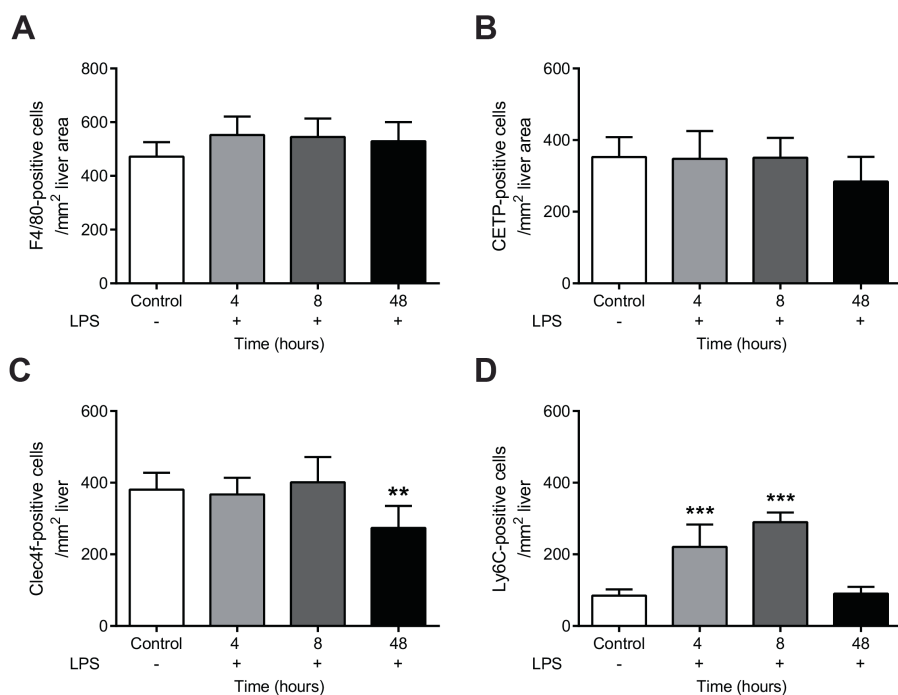 A
F4/80-positive cells
/mm² liver area
800
600
400
200
0
Control 4 8 48
LPS - + + +
Time (hours)
B
CETP-positive cells
/mm² liver area
600
400
200
0
Control 4 8 48
LPS - + + +
Time (hours)
C
Clec4f-positive cells
/mm² liver
600
400
200
0
**
Control 4 8 48
LPS - + + +
Time (hours)
D
Ly6C-positive cells
/mm² liver
600
400
200
0
*** ***
Control 4 8 48
LPS - + + +
Time (hours)